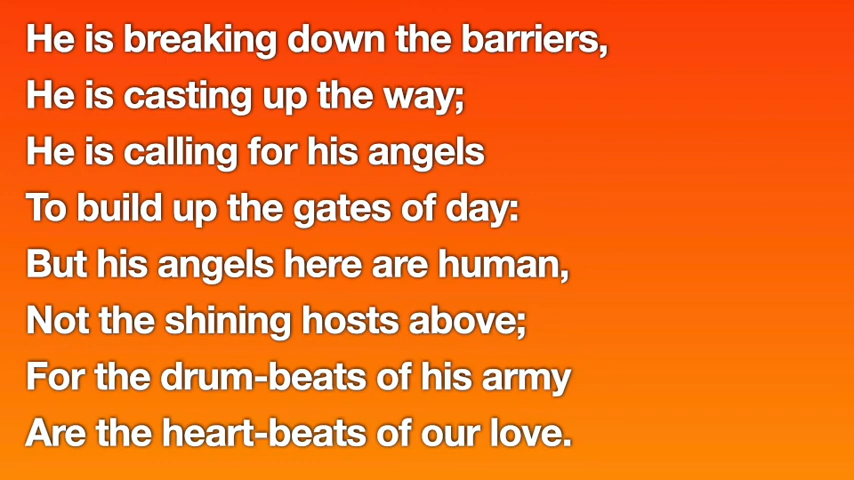 He is breaking down the barriers,
He is casting up the way;
He is calling for his angels
To build up the gates of day:
But his angels here are human,
Not the shining hosts above;
For the drum-beats of his army
Are the heart-beats of our love.